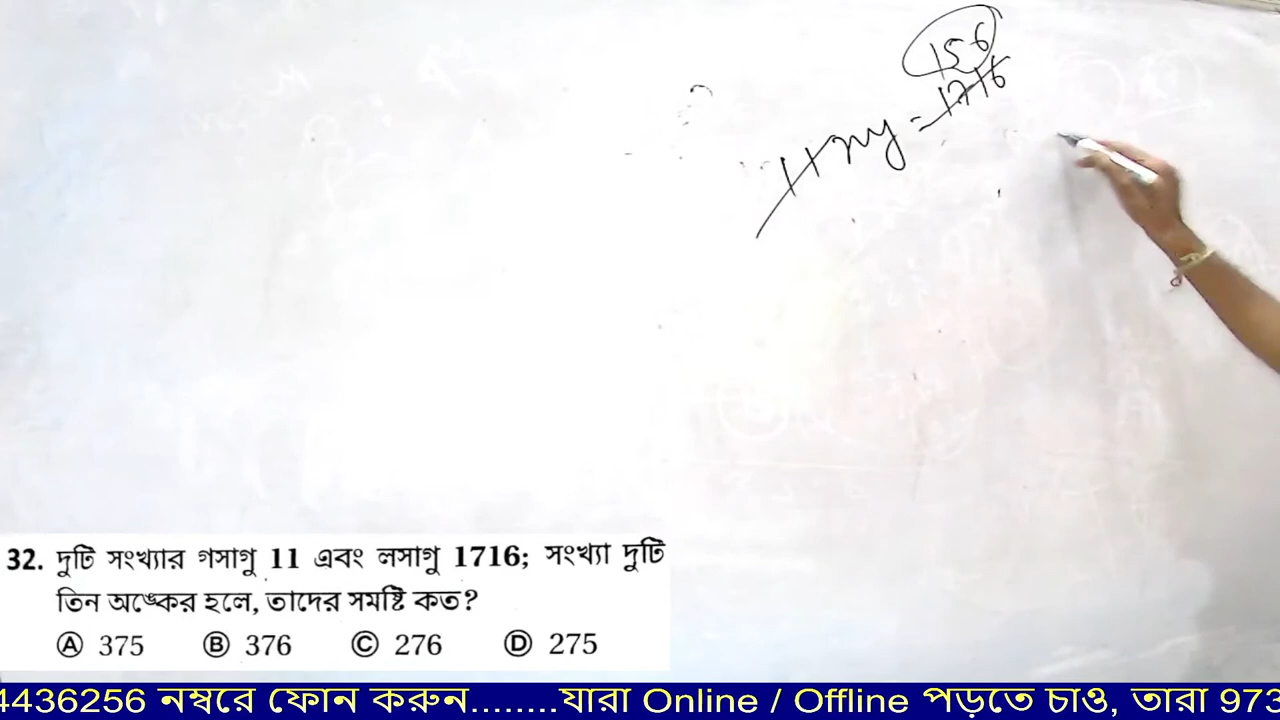 156
11xy = 1716
32. দুটি সংখ্যার গসাগু 11 এবং লসাগু 1716; সংখ্যা দুটি
তিন অঙ্কের হলে, তাদের সমষ্টি কত?
Ⓐ 375 Ⓑ 376 Ⓒ 276 Ⓓ 275
4436256 নম্বরে ফোন করুন........যারা Online / Offline পড়তে চাও, তারা 973